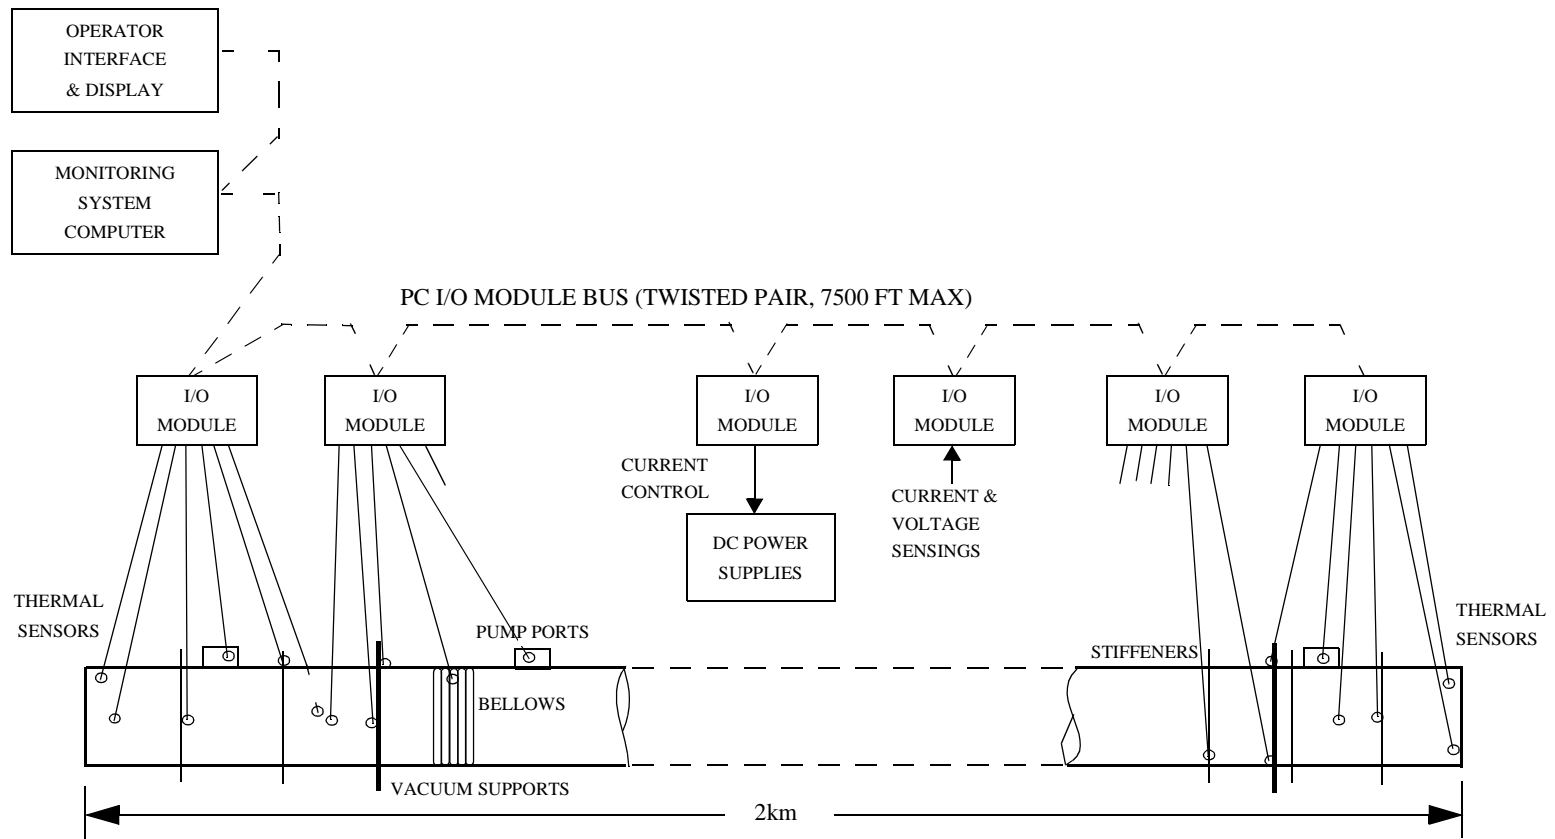 OPERATOR
INTERFACE
& DISPLAY
MONITORING
SYSTEM
COMPUTER
PC I/O MODULE BUS (TWISTED PAIR, 7500 FT MAX)
I/O
MODULE
I/O
MODULE
I/O
MODULE
I/O
MODULE
I/O
MODULE
I/O
MODULE
CURRENT
CONTROL
CURRENT &
VOLTAGE
SENSINGS
DC POWER
SUPPLIES
THERMAL
SENSORS
PUMP PORTS
STIFFENERS
THERMAL
SENSORS
BELLOWS
VACUUM SUPPORTS
2km